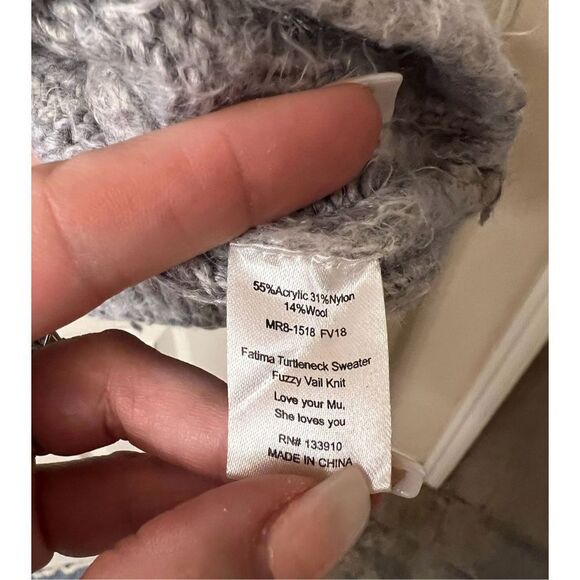 55%Acrylic 31%Nylon
14%Wool
MR8-1518 FV18
Fatima Turtleneck Sweater
Fuzzy Vail Knit
Love your Mu,
She loves you
RN# 133910
MADE IN CHINA